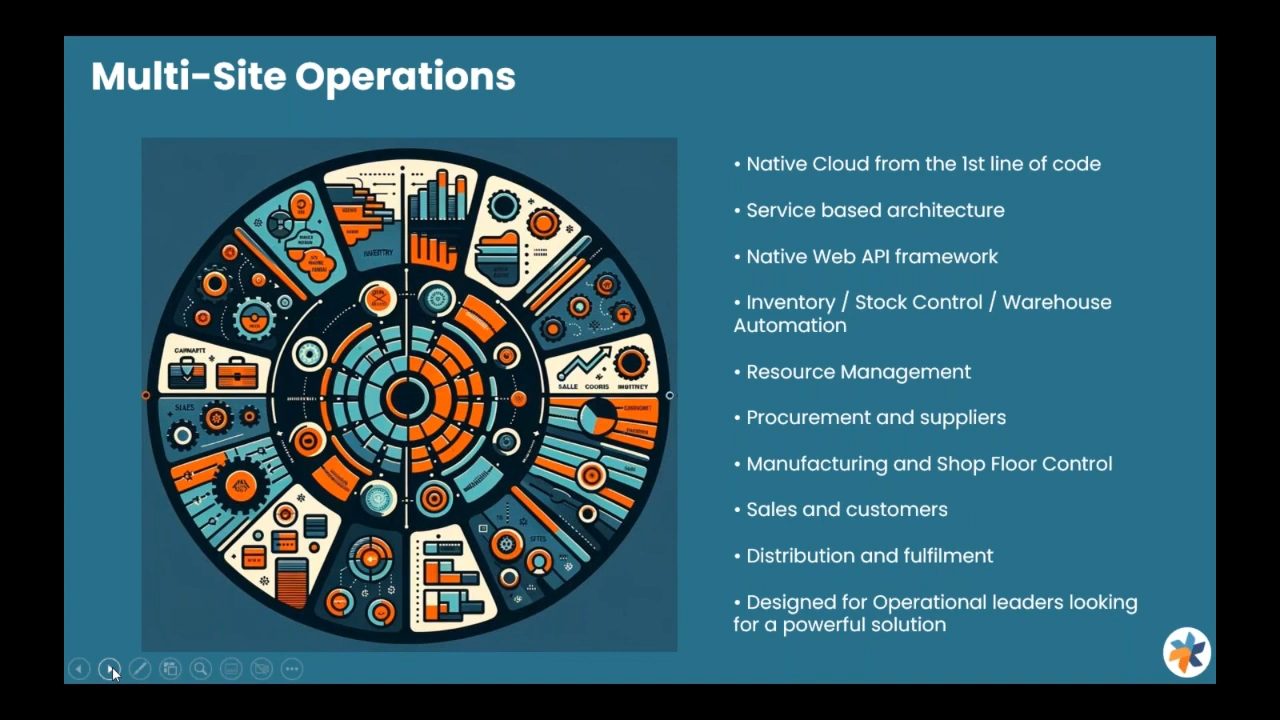 Multi-Site Operations
• Native Cloud from the 1st line of code
• Service based architecture
• Native Web API framework
• Inventory / Stock Control / Warehouse
Automation
• Resource Management
• Procurement and suppliers
• Manufacturing and Shop Floor Control
• Sales and customers
• Distribution and fulfilment
• Designed for Operational leaders looking
for a powerful solution
SALLE COORIS